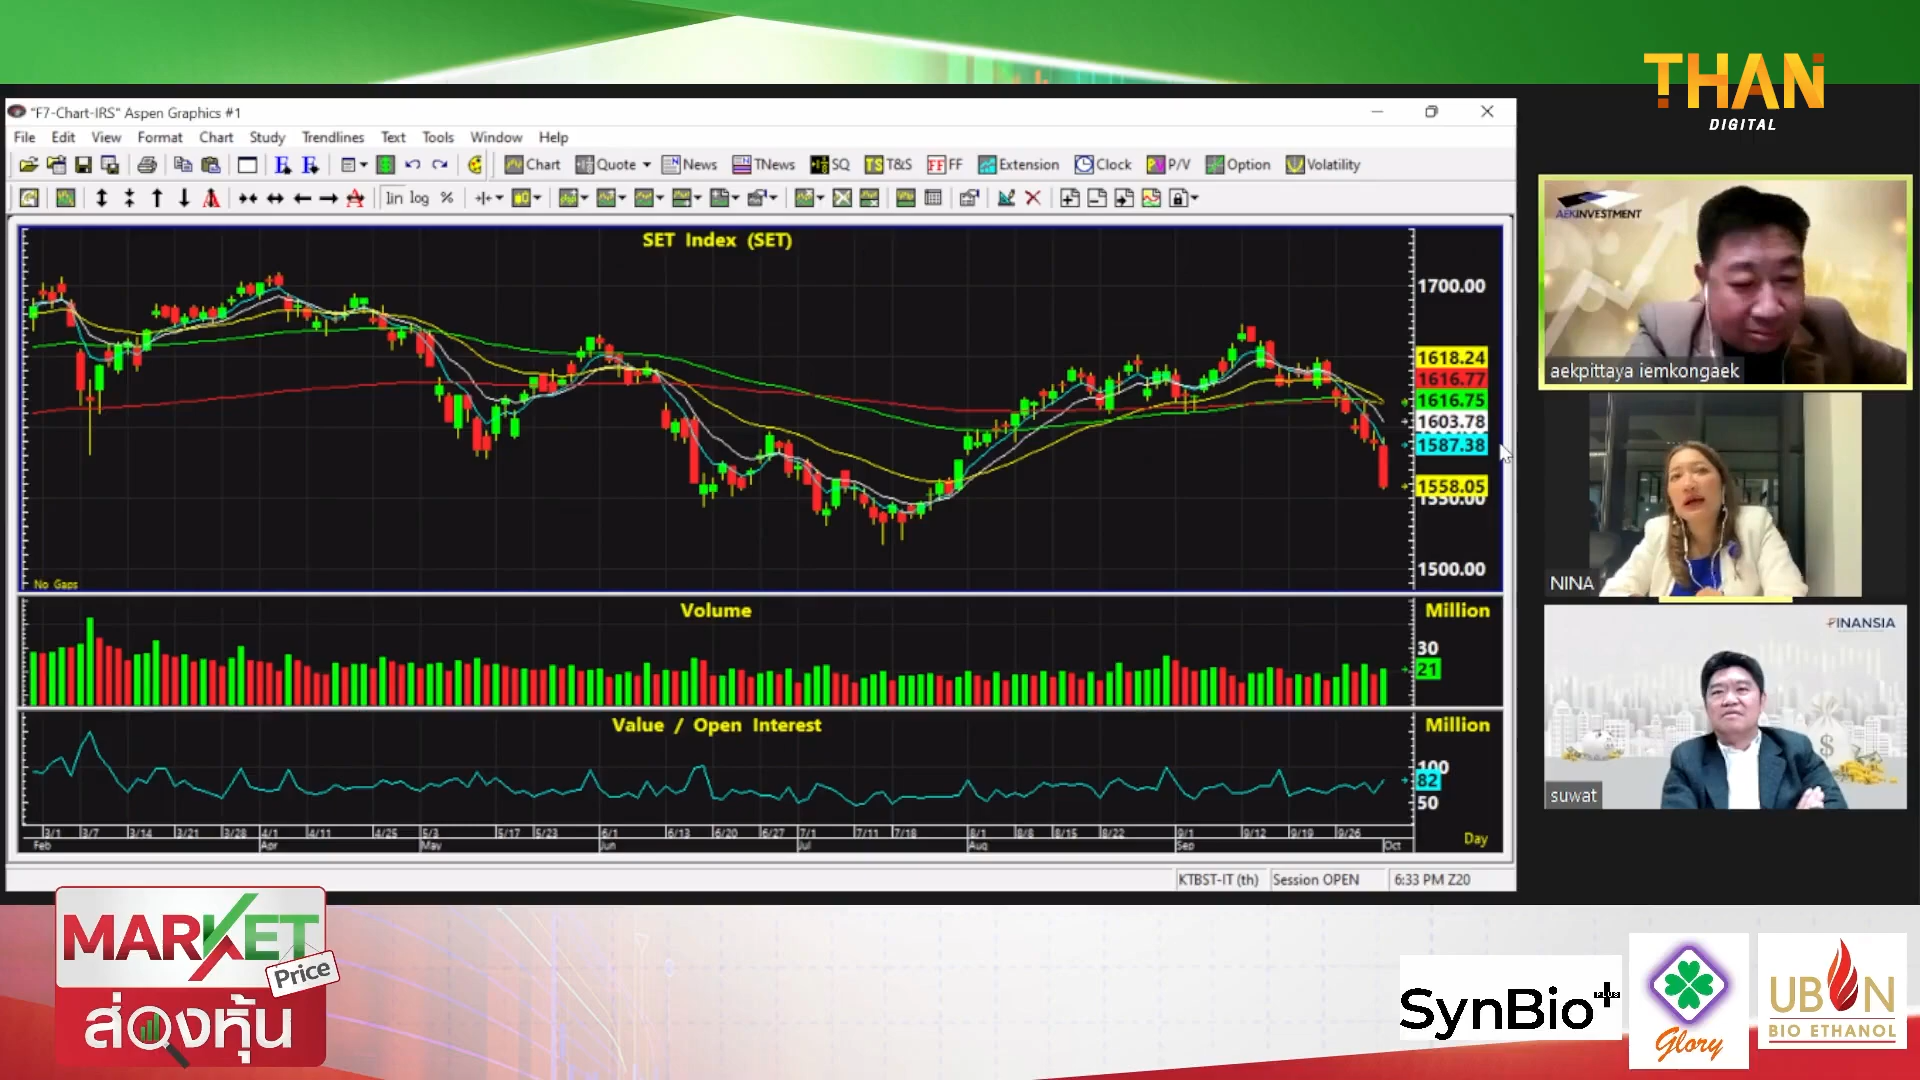 THAN
DIGITAL
"F7-Chart-IRS" Aspen Graphics #1
File Edit View Format Chart Study Trendlines Text Tools Window Help
Chart Quote News TNews SQ TS T&S FF FF Extension Clock P/V Option Volatility
lin log %
SET Index (SET)
1700.00
1618.24
1616.77
1616.75
1603.78
1587.38
1558.05
1550.00
1500.00
No Gaps
Volume
Million
30
21
Value / Open Interest
Million
100
82
50
3/1 3/7 3/14 3/21 3/28 4/1 4/11 4/25 5/3 5/17 5/23 6/1 6/13 6/20 6/27 7/1 7/11 7/18 8/1 8/8 8/15 8/22 9/1 9/12 9/19 9/26
Feb Apr May Jun Jul Aug Sep Oct
Day
KTBST-IT (th) Session OPEN 6:33 PM Z20
AEKINVESTMENT
aekpittaya iemkongaek
NINA
FINANSIA
suwat
MARKET
Price
ส่องหุ้น
SynBio+
PLUS
Glory
UBON
BIO ETHANOL